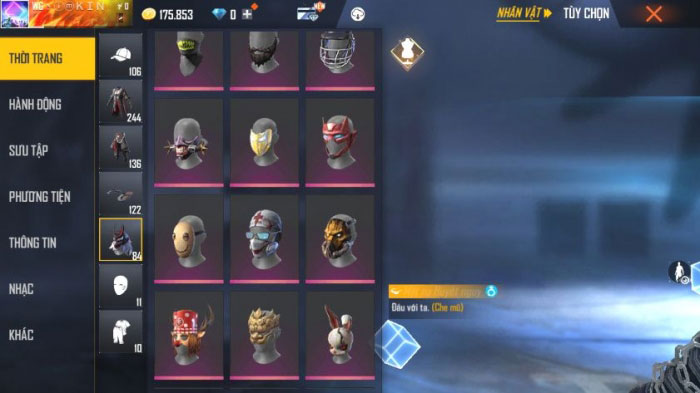 175.853
0
NHÂN VẬT
TÙY CHỌN
THỜI TRANG
HÀNH ĐỘNG
SƯU TẬP
PHƯƠNG TIỆN
THÔNG TIN
NHẠC
KHÁC
106
244
136
122
84
11
10
Đấu với ta. (Che mũ)